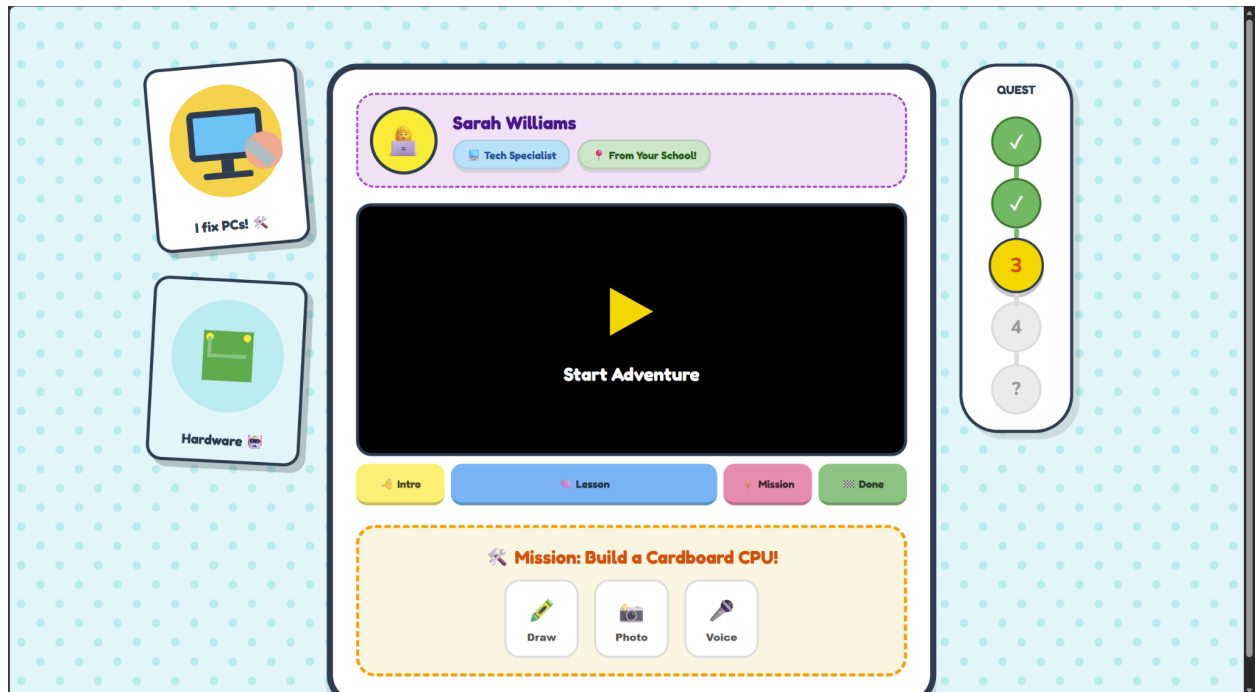 I fix PCs! 🛠️
Hardware 🤖
Sarah Williams
💻 Tech Specialist
📍 From Your School!
Start Adventure
👋 Intro
🧠 Lesson
💡 Mission
🏁 Done
🛠️ Mission: Build a Cardboard CPU!
Draw
Photo
Voice
QUEST
✓
✓
3
4
?